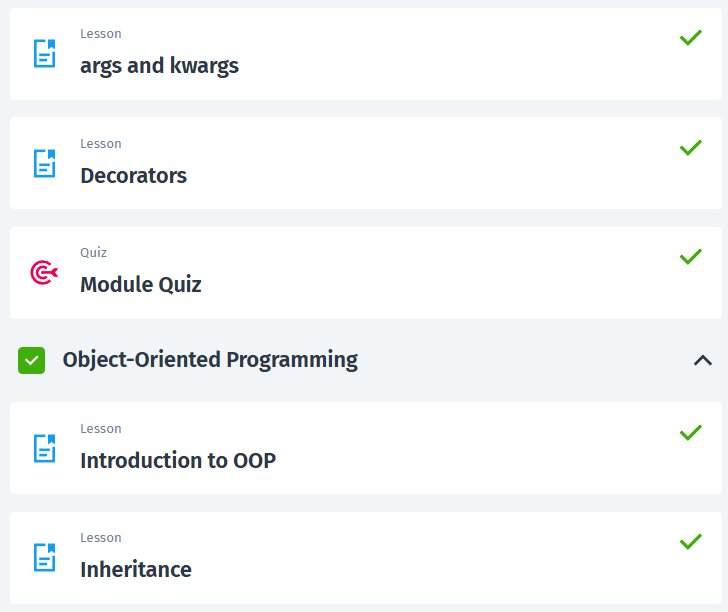 Lesson
args and kwargs
Lesson
Decorators
Quiz
Module Quiz
Object-Oriented Programming
Lesson
Introduction to OOP
Lesson
Inheritance